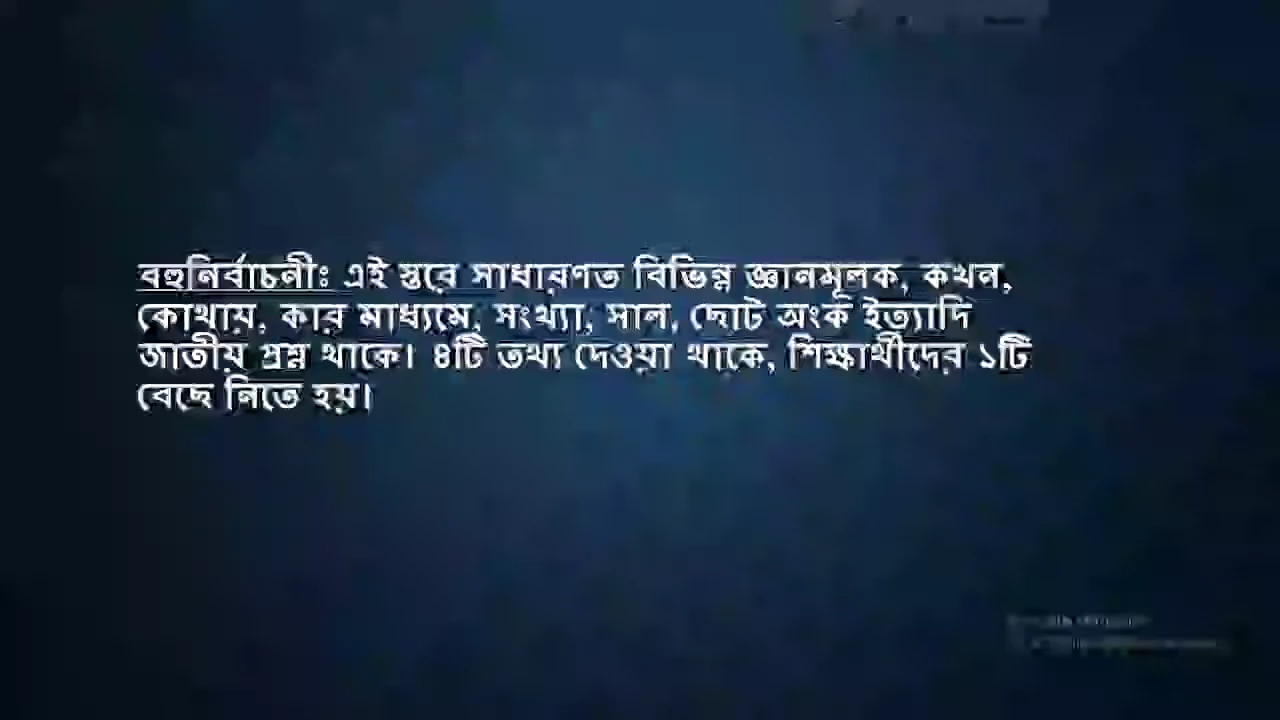 বহুনির্বাচনীঃ এই স্তরে সাধারণত বিভিন্ন জ্ঞানমূলক, কখন,
কোথায়, কার মাধ্যমে, সংখ্যা, সাল, ছোট অংক ইত্যাদি
জাতীয় প্রশ্ন থাকে। ৪টি তথ্য দেওয়া থাকে, শিক্ষার্থীদের ১টি
বেছে নিতে হয়।